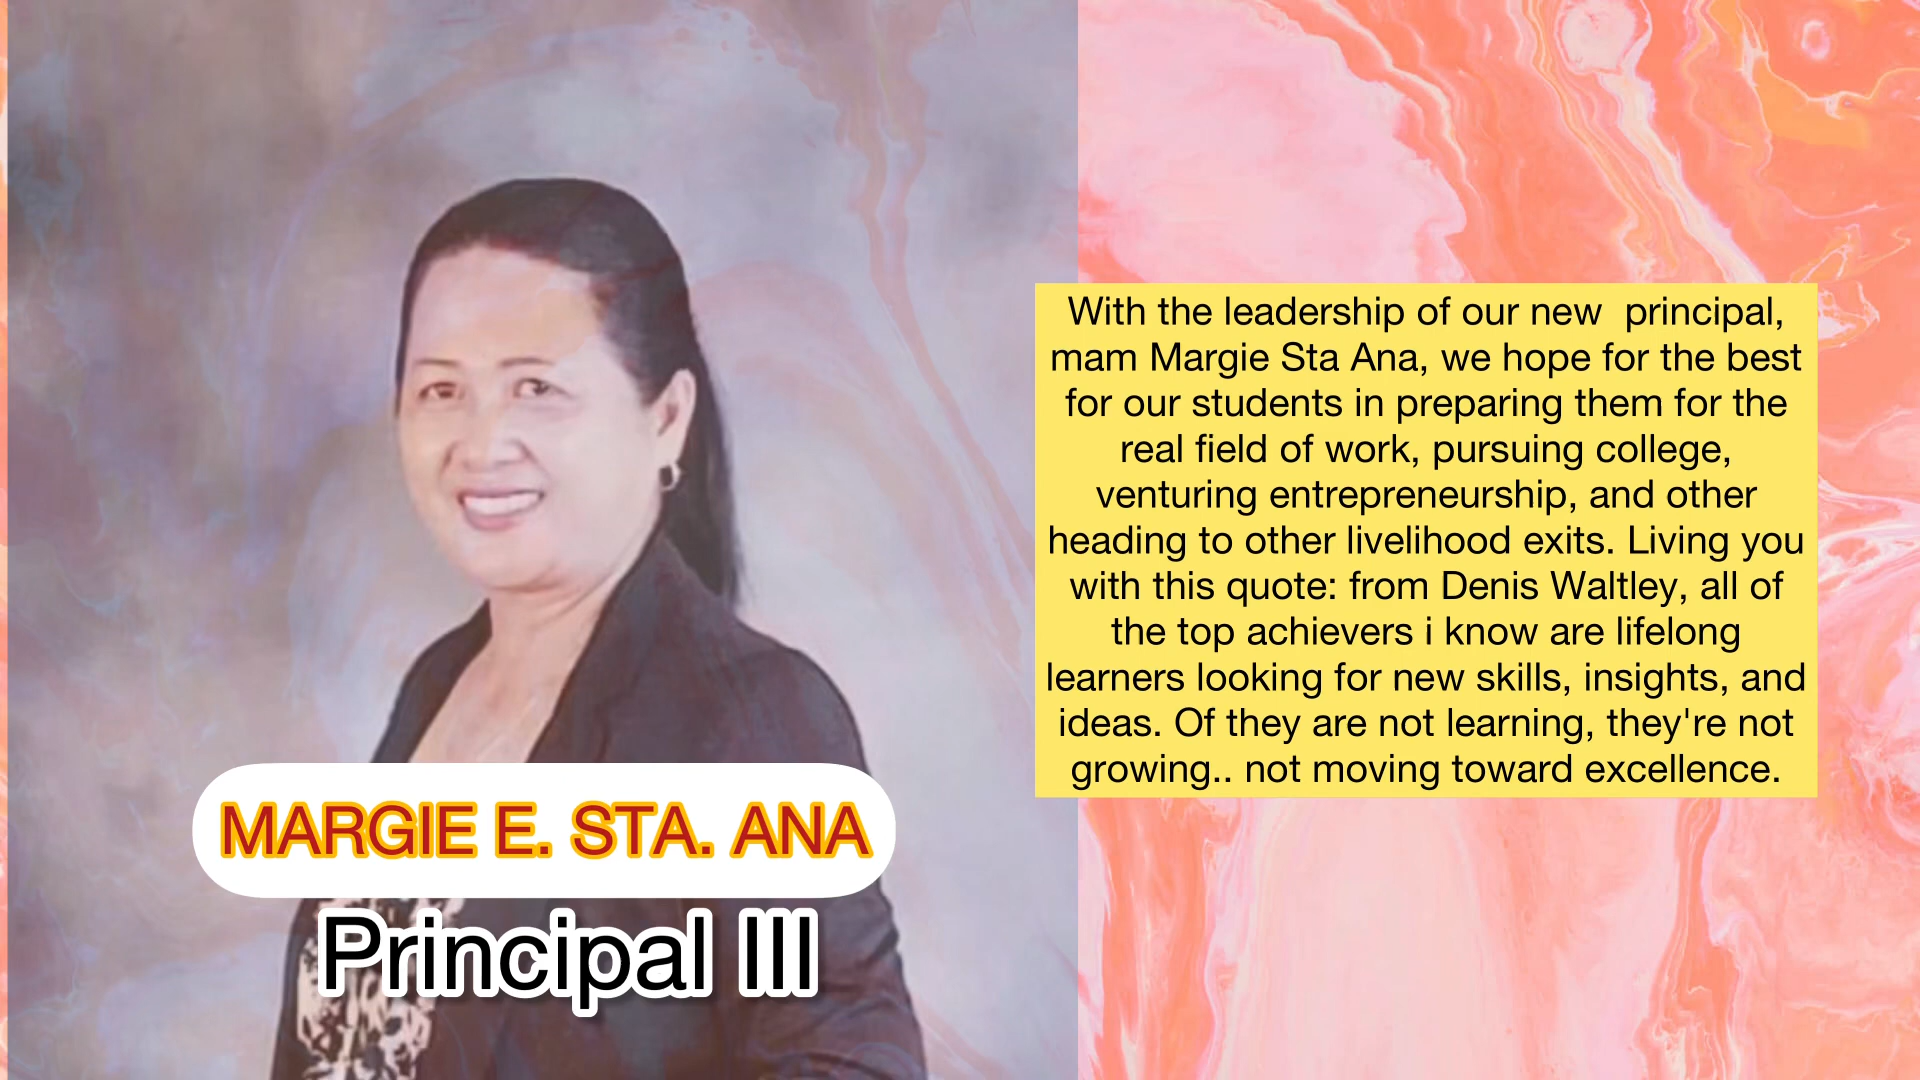 MARGIE E. STA. ANA
Principal III
With the leadership of our new  principal,
mam Margie Sta Ana, we hope for the best
for our students in preparing them for the
real field of work, pursuing college,
venturing entrepreneurship, and other
heading to other livelihood exits. Living you
with this quote: from Denis Waltley, all of
the top achievers i know are lifelong
learners looking for new skills, insights, and
ideas. Of they are not learning, they're not
growing.. not moving toward excellence.